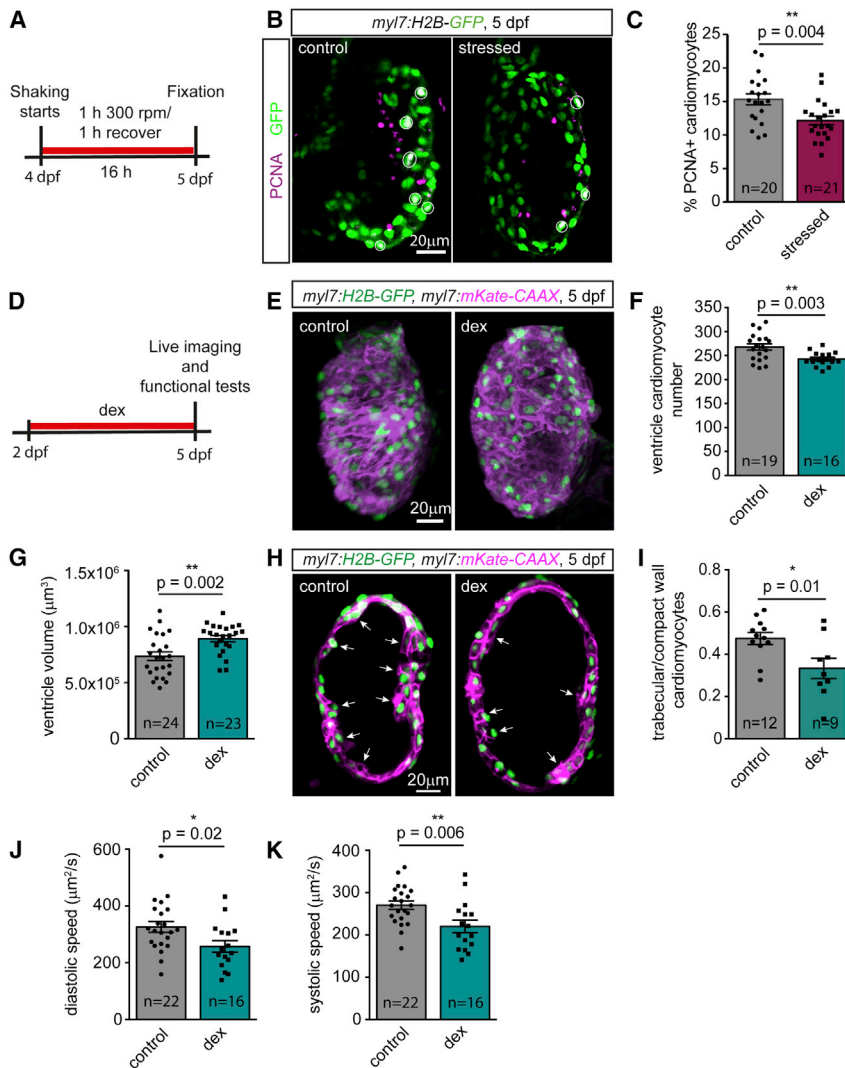 A
Shaking
starts
1 h 300 rpm/
1h recover
Fixation
4 dpf
16 h
5 dpf
B
myl7:H2B-GFP, 5 dpf
PCNA GFP
control
stressed
20μm
C
**
p = 0.004
% PCNA+ cardiomyocytes
25
20
15
10
5
0
n=20
n=21
control
stressed
D
Live imaging
and
functional tests
dex
2 dpf
5 dpf
E
myl7:H2B-GFP, myl7:mKate-CAAX, 5 dpf
control
dex
20μm
F
**
p = 0.003
ventricle cardiomyocyte
number
350
300
250
200
150
100
50
0
n=19
n=16
control
dex
G
**
p = 0.002
ventricle volume (μm³)
1.5x10⁶
1.0x10⁶
5.0x10⁵
0
n=24
n=23
control
dex
H
myl7:H2B-GFP, myl7:mKate-CAAX, 5 dpf
control
dex
20μm
I
*
p = 0.01
trabecular/compact wall
cardiomyocytes
0.8
0.6
0.4
0.2
0
n=12
n=9
control
dex
J
*
p = 0.02
diastolic speed (μm²/s)
600
400
200
0
n=22
n=16
control
dex
K
**
p = 0.006
systolic speed (μm²/s)
400
300
200
100
0
n=22
n=16
control
dex